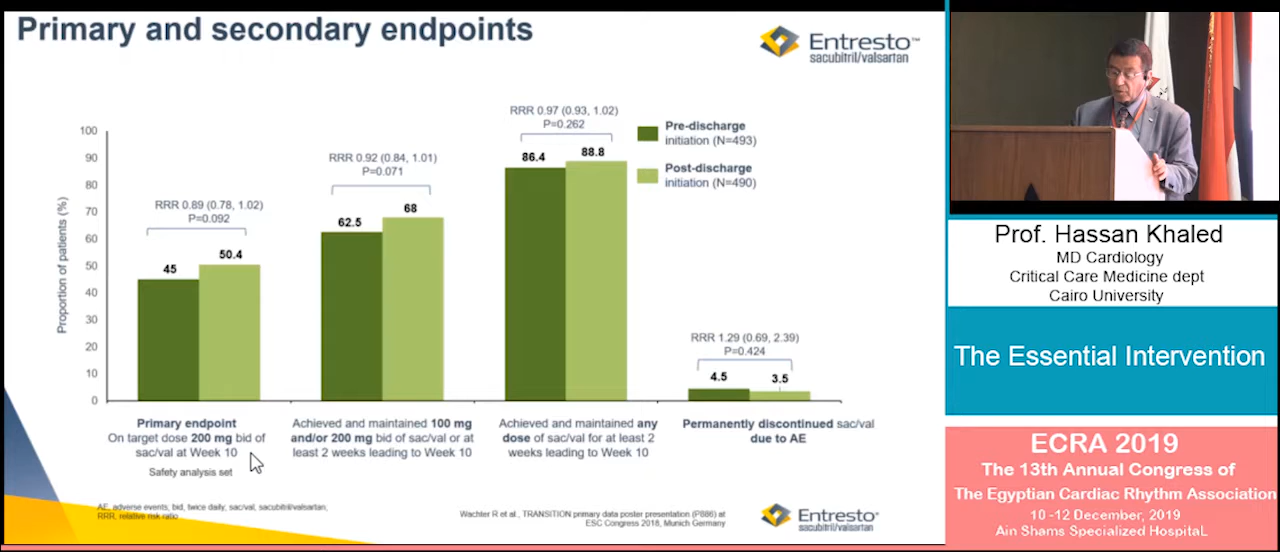 Primary and secondary endpoints
Entresto™
sacubitril/valsartan
RRR 0.97 (0.93, 1.02)
P=0.262
Pre-discharge
initiation (N=493)
Post-discharge
initiation (N=490)
RRR 0.92 (0.84, 1.01)
P=0.071
RRR 0.89 (0.78, 1.02)
P=0.092
RRR 1.29 (0.69, 2.39)
P=0.424
Proportion of patients (%)
100
90
80
70
60
50
40
30
20
10
0
45
50.4
62.5
68
86.4
88.8
4.5
3.5
Primary endpoint
On target dose 200 mg bid of
sac/val at Week 10
Safety analysis set
Achieved and maintained 100 mg
and/or 200 mg bid of sac/val or at
least 2 weeks leading to Week 10
Achieved and maintained any
dose of sac/val for at least 2
weeks leading to Week 10
Permanently discontinued sac/val
due to AE
AE, adverse events, bid, twice daily, sac/val, sacubitril/valsartan,
RRR, relative risk ratio
Wachter R et al., TRANSITION primary data poster presentation (P886) at
ESC Congress 2018, Munich Germany
Entresto
sacubitril/valsartan
Prof. Hassan Khaled
MD Cardiology
Critical Care Medicine dept
Cairo University
The Essential Intervention
ECRA 2019
The 13th Annual Congress of
The Egyptian Cardiac Rhythm Association
10 -12 December, 2019
Ain Shams Specialized HospitaL